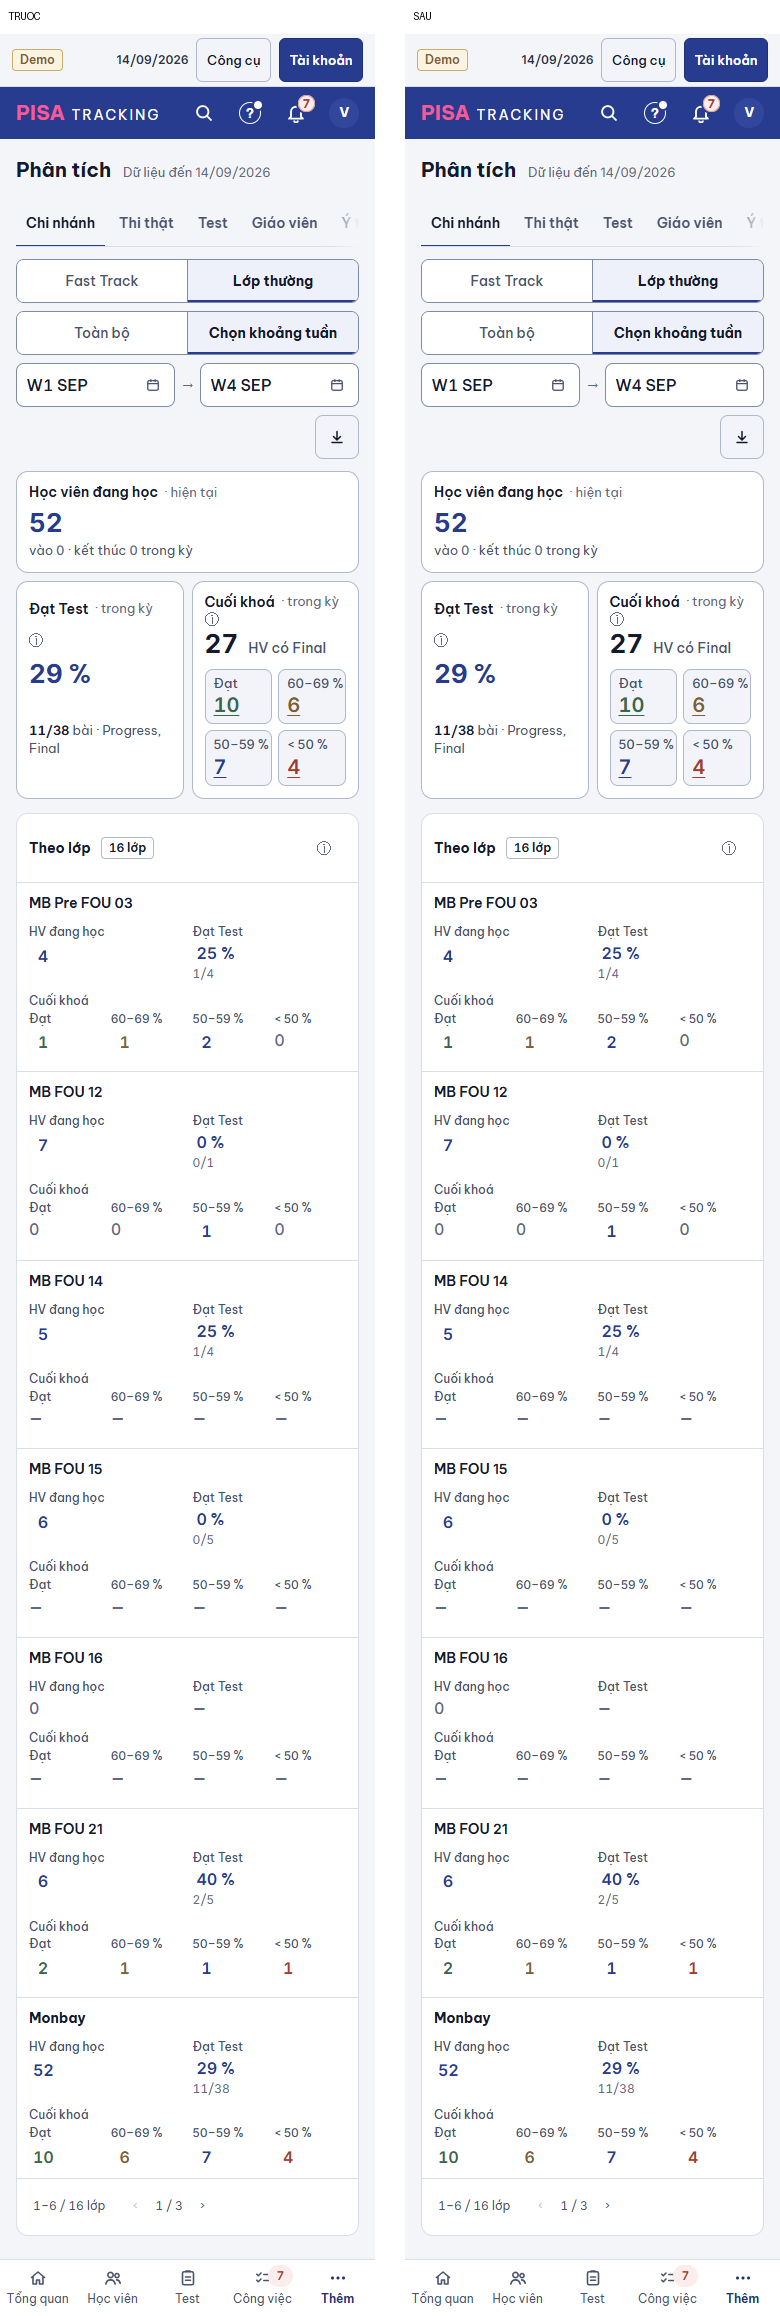 TRUOC
Demo 14/09/2026 Công cụ Tài khoản
PISA TRACKING ? 7 V
Phân tích Dữ liệu đến 14/09/2026
Chi nhánh Thi thật Test Giáo viên Ý
Fast Track Lớp thường
Toàn bộ Chọn khoảng tuần
W1 SEP → W4 SEP
Học viên đang học · hiện tại
52
vào 0 · kết thúc 0 trong kỳ
Đạt Test · trong kỳ
29 %
11/38 bài · Progress,
Final
Cuối khoá · trong kỳ
27 HV có Final
Đạt 60–69 %
10 6
50–59 % < 50 %
7 4
Theo lớp 16 lớp
MB Pre FOU 03
HV đang học Đạt Test
4 25 %
1/4
Cuối khoá
Đạt 60–69 % 50–59 % < 50 %
1 1 2 0
MB FOU 12
HV đang học Đạt Test
7 0 %
0/1
Cuối khoá
Đạt 60–69 % 50–59 % < 50 %
0 0 1 0
MB FOU 14
HV đang học Đạt Test
5 25 %
1/4
Cuối khoá
Đạt 60–69 % 50–59 % < 50 %
– – – –
MB FOU 15
HV đang học Đạt Test
6 0 %
0/5
Cuối khoá
Đạt 60–69 % 50–59 % < 50 %
– – – –
MB FOU 16
HV đang học Đạt Test
0 –
Cuối khoá
Đạt 60–69 % 50–59 % < 50 %
– – – –
MB FOU 21
HV đang học Đạt Test
6 40 %
2/5
Cuối khoá
Đạt 60–69 % 50–59 % < 50 %
2 1 1 1
Monbay
HV đang học Đạt Test
52 29 %
11/38
Cuối khoá
Đạt 60–69 % 50–59 % < 50 %
10 6 7 4
1–6 / 16 lớp ‹ 1 / 3 ›
7
Tổng quan Học viên Test Công việc Thêm
SAU
Demo 14/09/2026 Công cụ Tài khoản
PISA TRACKING ? 7 V
Phân tích Dữ liệu đến 14/09/2026
Chi nhánh Thi thật Test Giáo viên Ý
Fast Track Lớp thường
Toàn bộ Chọn khoảng tuần
W1 SEP → W4 SEP
Học viên đang học · hiện tại
52
vào 0 · kết thúc 0 trong kỳ
Đạt Test · trong kỳ
29 %
11/38 bài · Progress,
Final
Cuối khoá · trong kỳ
27 HV có Final
Đạt 60–69 %
10 6
50–59 % < 50 %
7 4
Theo lớp 16 lớp
MB Pre FOU 03
HV đang học Đạt Test
4 25 %
1/4
Cuối khoá
Đạt 60–69 % 50–59 % < 50 %
1 1 2 0
MB FOU 12
HV đang học Đạt Test
7 0 %
0/1
Cuối khoá
Đạt 60–69 % 50–59 % < 50 %
0 0 1 0
MB FOU 14
HV đang học Đạt Test
5 25 %
1/4
Cuối khoá
Đạt 60–69 % 50–59 % < 50 %
– – – –
MB FOU 15
HV đang học Đạt Test
6 0 %
0/5
Cuối khoá
Đạt 60–69 % 50–59 % < 50 %
– – – –
MB FOU 16
HV đang học Đạt Test
0 –
Cuối khoá
Đạt 60–69 % 50–59 % < 50 %
– – – –
MB FOU 21
HV đang học Đạt Test
6 40 %
2/5
Cuối khoá
Đạt 60–69 % 50–59 % < 50 %
2 1 1 1
Monbay
HV đang học Đạt Test
52 29 %
11/38
Cuối khoá
Đạt 60–69 % 50–59 % < 50 %
10 6 7 4
1–6 / 16 lớp ‹ 1 / 3 ›
7
Tổng quan Học viên Test Công việc Thêm